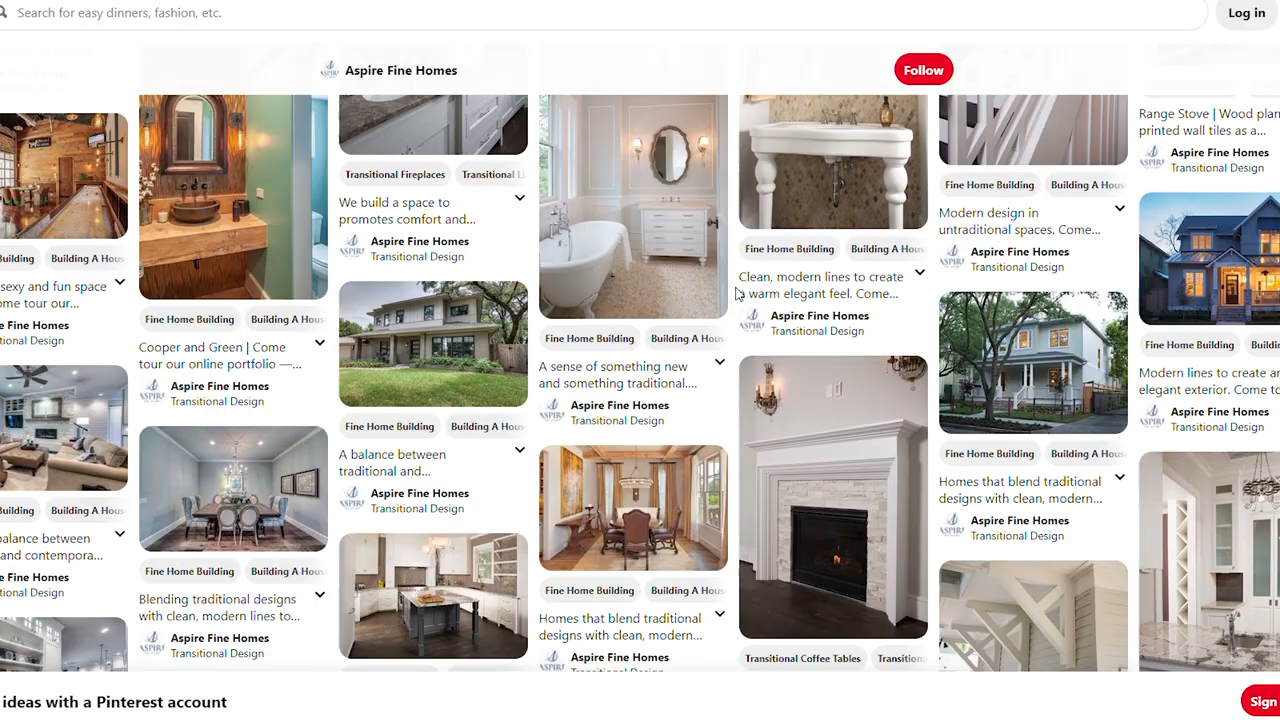 Search for easy dinners, fashion, etc.
Log in
Aspire Fine Homes
Follow
Building
Building A Hous
sexy and fun space
ome tour our...
re Fine Homes
Transitional Design
Building
Building A Hous
balance between
and contempora...
re Fine Homes
Transitional Design
Fine Home Building
Building A Hous
Cooper and Green | Come
tour our online portfolio —...
Aspire Fine Homes
Transitional Design
Fine Home Building
Building A Hous
Blending traditional designs
with clean, modern lines to...
Aspire Fine Homes
Transitional Design
Transitional Fireplaces
Transitional Li
We build a space to
promotes comfort and...
Aspire Fine Homes
Transitional Design
Fine Home Building
Building A Hous
A balance between
traditional and...
Aspire Fine Homes
Transitional Design
Fine Home Building
Building A Hous
A sense of something new
and something traditional....
Aspire Fine Homes
Transitional Design
Fine Home Building
Building A Hous
Homes that blend traditional
designs with clean, modern...
Aspire Fine Homes
Fine Home Building
Building A Hous
Clean, modern lines to create
warm elegant feel. Come...
Aspire Fine Homes
Transitional Design
Transitional Coffee Tables
Transitiona
Fine Home Building
Building A Hous
Modern design in
untraditional spaces. Come...
Aspire Fine Homes
Transitional Design
Fine Home Building
Building A Hous
Homes that blend traditional
designs with clean, modern...
Aspire Fine Homes
Transitional Design
Range Stove | Wood plan
printed wall tiles as a...
Aspire Fine Homes
Transitional Design
Fine Home Building
Buildin
Modern lines to create an
elegant exterior. Come to
Aspire Fine Homes
Transitional Design
ideas with a Pinterest account
Sign